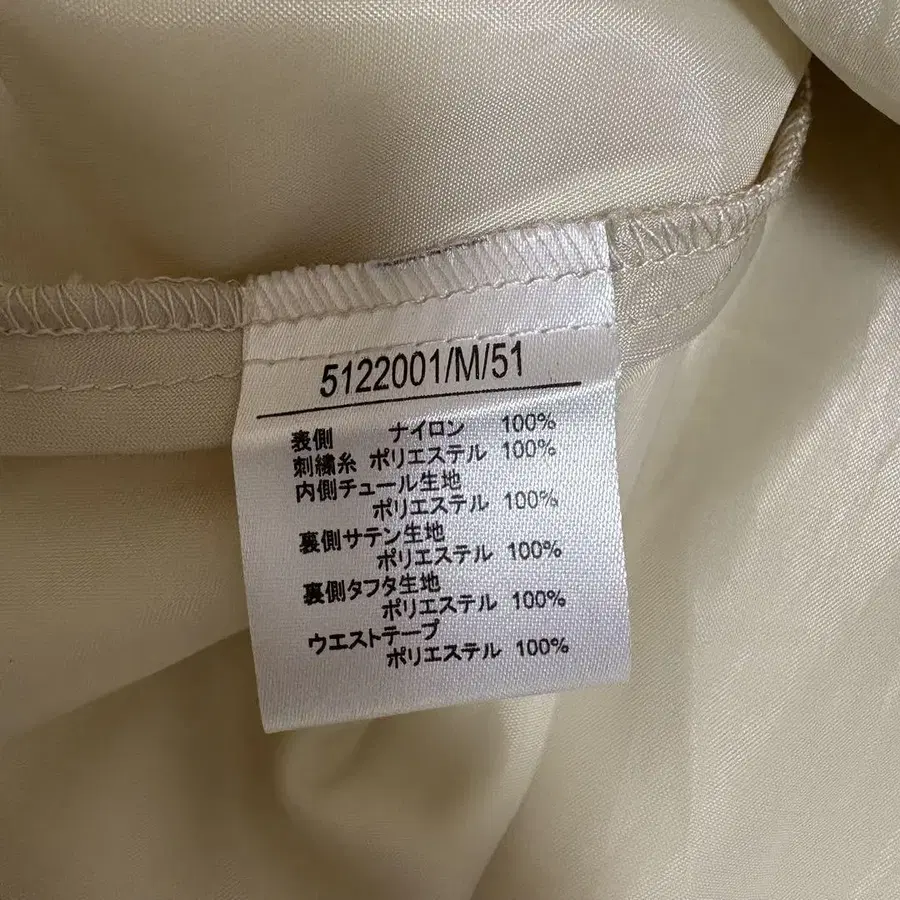 5122001/M/51
表側 ナイロン 100%
刺繍糸 ポリエステル 100%
内側チュール生地
ポリエステル 100%
裏側サテン生地
ポリエステル 100%
裏側タフタ生地
ポリエステル 100%
ウエストテープ
ポリエステル 100%